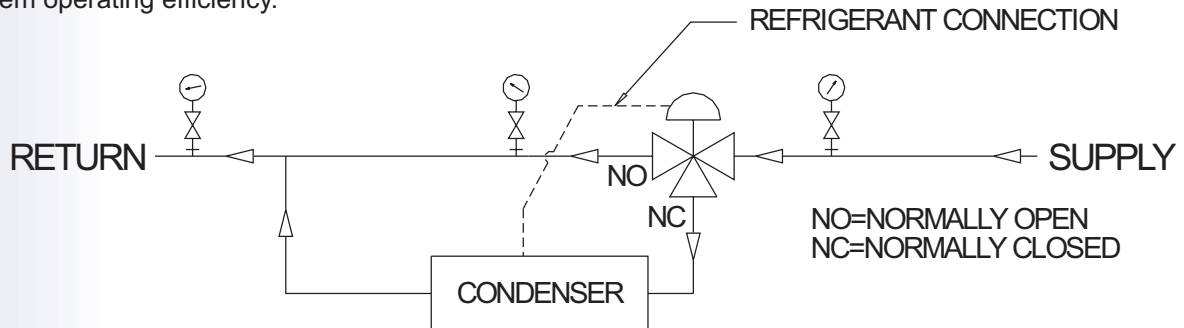 em operating efficiency.
REFRIGERANT CONNECTION
RETURN
SUPPLY
NO
NC
NO=NORMALLY OPEN
NC=NORMALLY CLOSED
CONDENSER